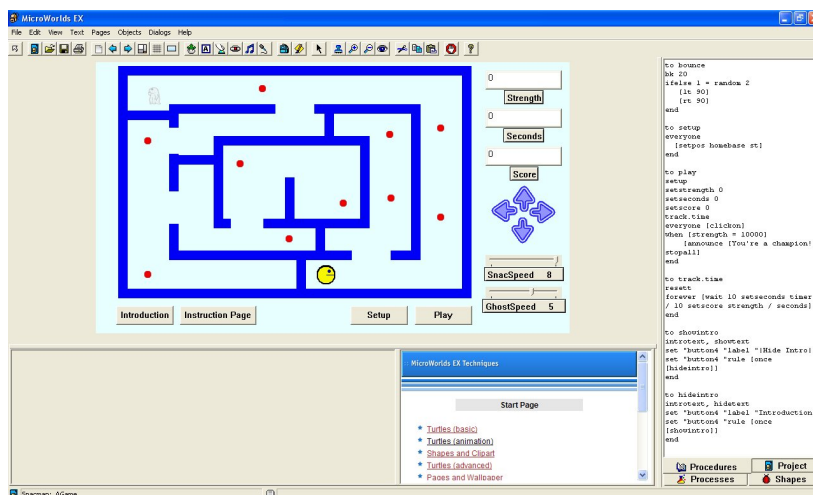 MicroWorlds EX
File Edit View Text Pages Objects Dialogs Help
0
Strength
0
Seconds
0
Score
SnacSpeed 8
GhostSpeed 5
Introduction
Instruction Page
Setup
Play
to bounce
bk 20
ifelse 1 = random 2
[lt 90]
[rt 90]
end
to setup
everyone
[setpos homebase st]
end
to play
setup
setstrength 0
setseconds 0
setscore 0
track.time
everyone [clickon]
when [strength = 10000]
[announce [You're a champion!
stopall]
end
to track.time
resett
forever [wait 10 setseconds timer
/ 10 setscore strength / seconds]
end
to showintro
introtext, showtext
set "button4 "label "|Hide Intro|
set "button4 "rule [once
[hideintro]]
end
to hideintro
introtext, hidetext
set "button4 "label "Introduction
set "button4 "rule [once
[showintro]]
end
MicroWorlds EX Techniques
Start Page
Turtles (basic)
Turtles (animation)
Shapes and Clipart
Turtles (advanced)
Pages and Wallpaper
Procedures
Project
Processes
Shapes
Snacman: AGame